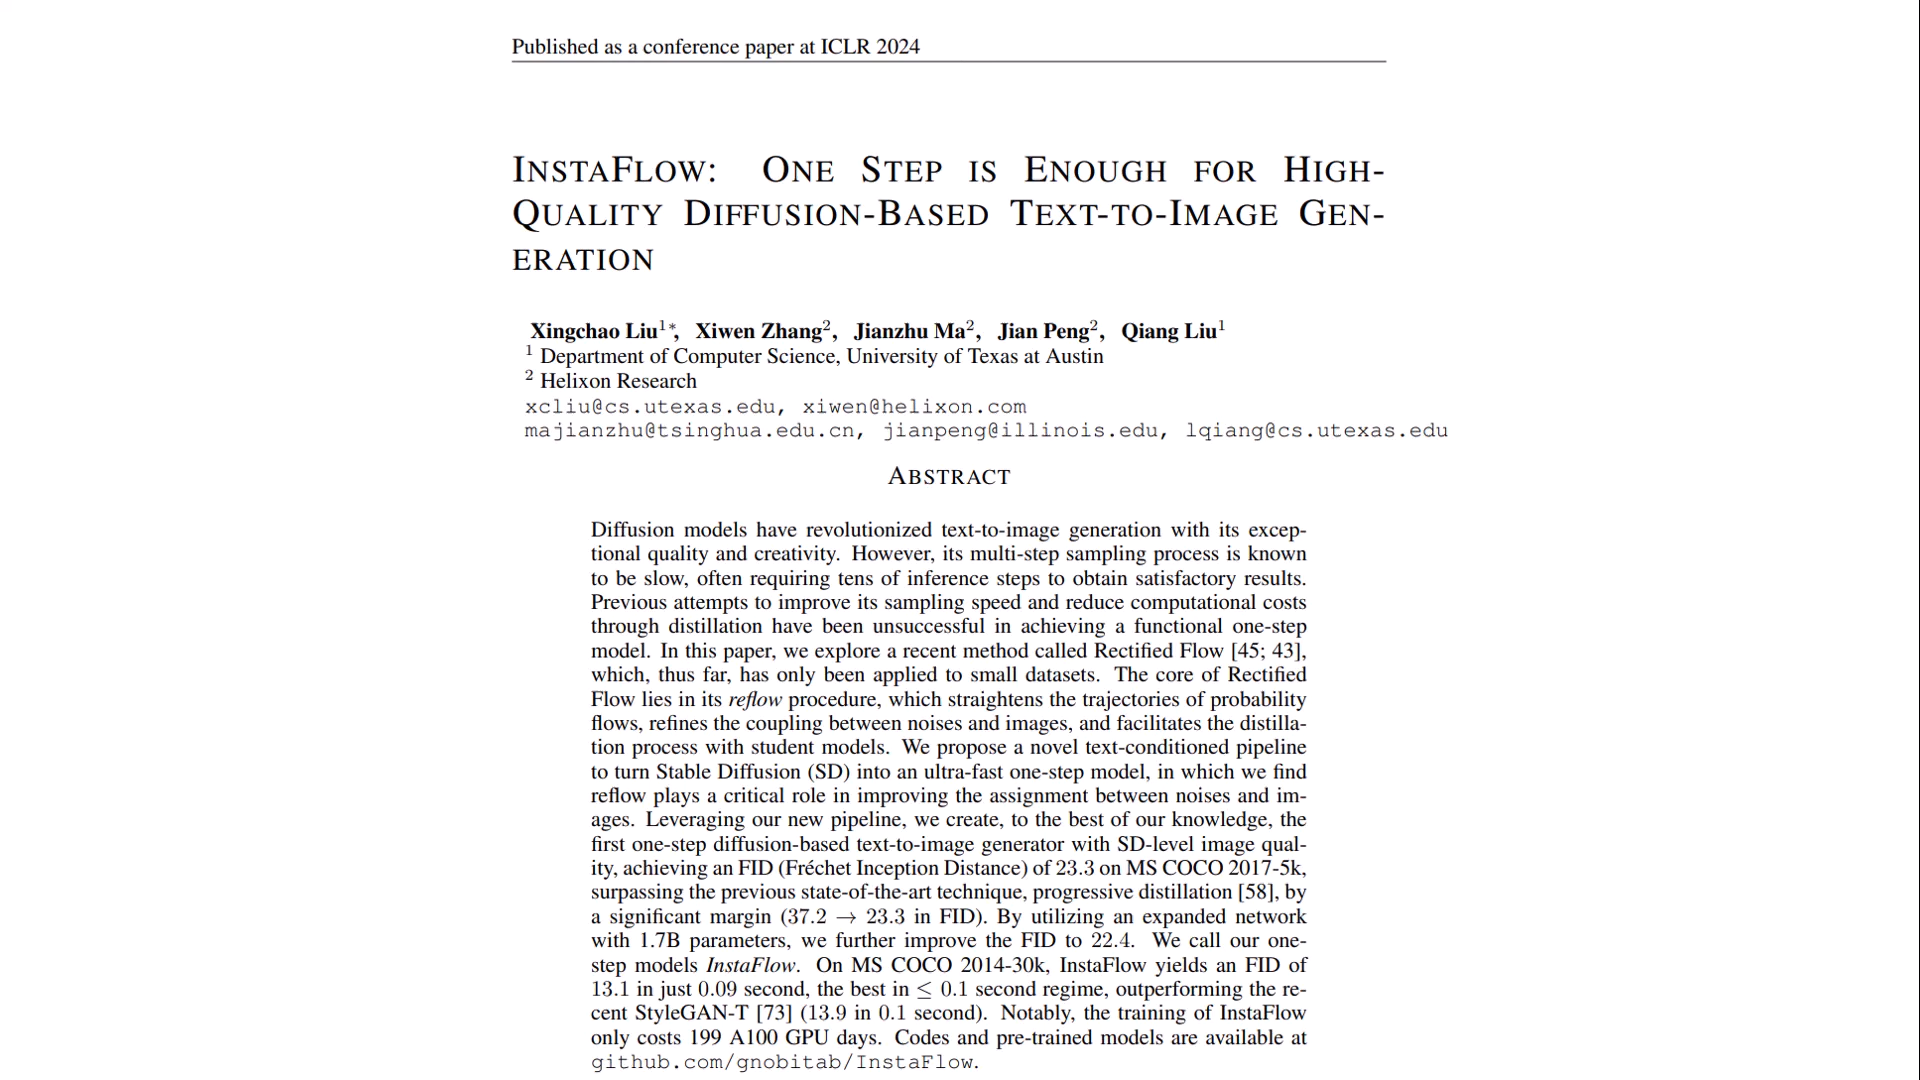 Published as a conference paper at ICLR 2024
INSTAFLOW: ONE STEP IS ENOUGH FOR HIGH-
QUALITY DIFFUSION-BASED TEXT-TO-IMAGE GEN-
ERATION
Xingchao Liu¹*, Xiwen Zhang², Jianzhu Ma², Jian Peng², Qiang Liu¹
¹ Department of Computer Science, University of Texas at Austin
² Helixon Research
xcliu@cs.utexas.edu, xiwen@helixon.com
majianzhu@tsinghua.edu.cn, jianpeng@illinois.edu, lqiang@cs.utexas.edu
ABSTRACT
Diffusion models have revolutionized text-to-image generation with its excep-
tional quality and creativity. However, its multi-step sampling process is known
to be slow, often requiring tens of inference steps to obtain satisfactory results.
Previous attempts to improve its sampling speed and reduce computational costs
through distillation have been unsuccessful in achieving a functional one-step
model. In this paper, we explore a recent method called Rectified Flow [45; 43],
which, thus far, has only been applied to small datasets. The core of Rectified
Flow lies in its reflow procedure, which straightens the trajectories of probability
flows, refines the coupling between noises and images, and facilitates the distilla-
tion process with student models. We propose a novel text-conditioned pipeline
to turn Stable Diffusion (SD) into an ultra-fast one-step model, in which we find
reflow plays a critical role in improving the assignment between noises and im-
ages. Leveraging our new pipeline, we create, to the best of our knowledge, the
first one-step diffusion-based text-to-image generator with SD-level image qual-
ity, achieving an FID (Fréchet Inception Distance) of 23.3 on MS COCO 2017-5k,
surpassing the previous state-of-the-art technique, progressive distillation [58], by
a significant margin (37.2 → 23.3 in FID). By utilizing an expanded network
with 1.7B parameters, we further improve the FID to 22.4. We call our one-
step models InstaFlow. On MS COCO 2014-30k, InstaFlow yields an FID of
13.1 in just 0.09 second, the best in ≤ 0.1 second regime, outperforming the re-
cent StyleGAN-T [73] (13.9 in 0.1 second). Notably, the training of InstaFlow
only costs 199 A100 GPU days. Codes and pre-trained models are available at
github.com/gnobitab/InstaFlow.